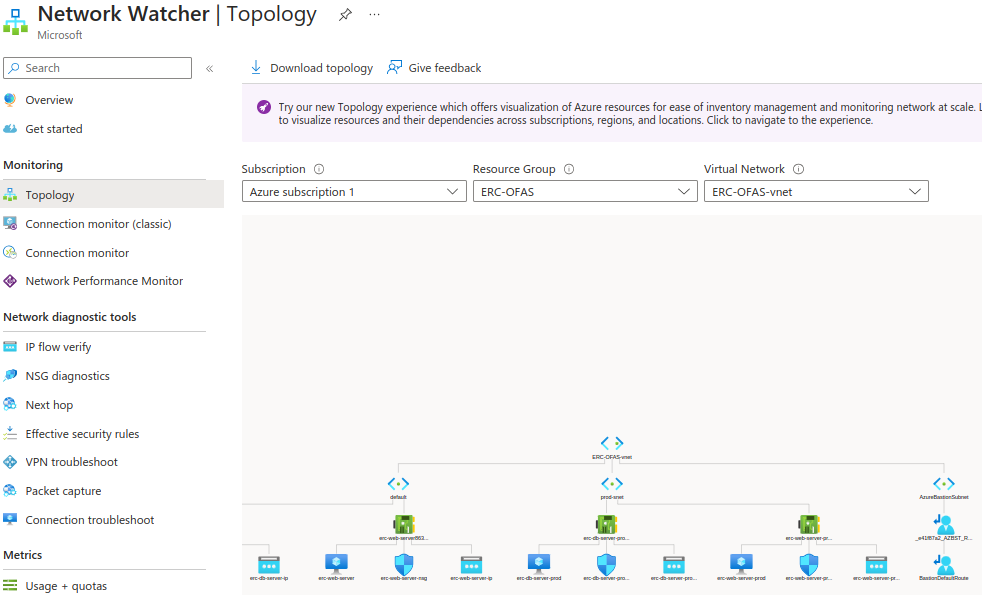 Network Watcher | Topology
Microsoft
Search
Overview
Get started
Monitoring
Topology
Connection monitor (classic)
Connection monitor
Network Performance Monitor
Network diagnostic tools
IP flow verify
NSG diagnostics
Next hop
Effective security rules
VPN troubleshoot
Packet capture
Connection troubleshoot
Metrics
Usage + quotas
Download topology
Give feedback
Try our new Topology experience which offers visualization of Azure resources for ease of inventory management and monitoring network at scale.
to visualize resources and their dependencies across subscriptions, regions, and locations. Click to navigate to the experience.
Subscription
Resource Group
Virtual Network
Azure subscription 1
ERC-OFAS
ERC-OFAS-vnet
ERC-OFAS-vnet
default
prod-snet
AzureBastionSubnet
erc-web-server863...
erc-db-server-pro...
erc-web-server-pr...
_e41f67a2_AZBST_R...
erc-db-server-ip
erc-web-server
erc-web-server-nsg
erc-web-server-ip
erc-db-server-prod
erc-db-server-pro...
erc-db-server-pro...
erc-web-server-prod
erc-web-server-pr...
erc-web-server-pr...
BastionDefaultRoute